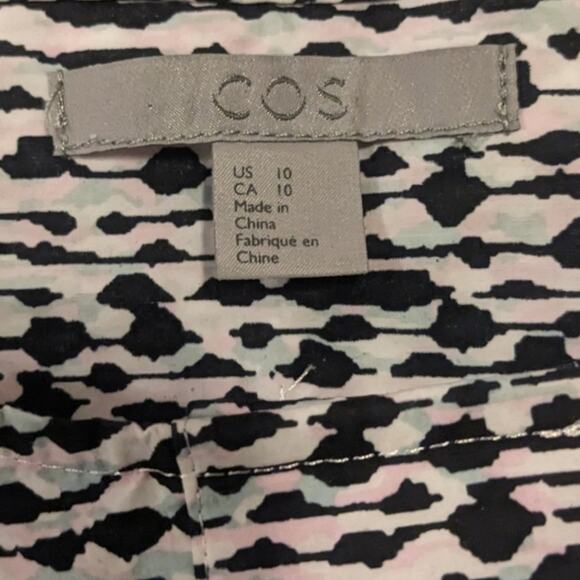 COS
US 10
CA 10
Made in
China
Fabriqué en
Chine